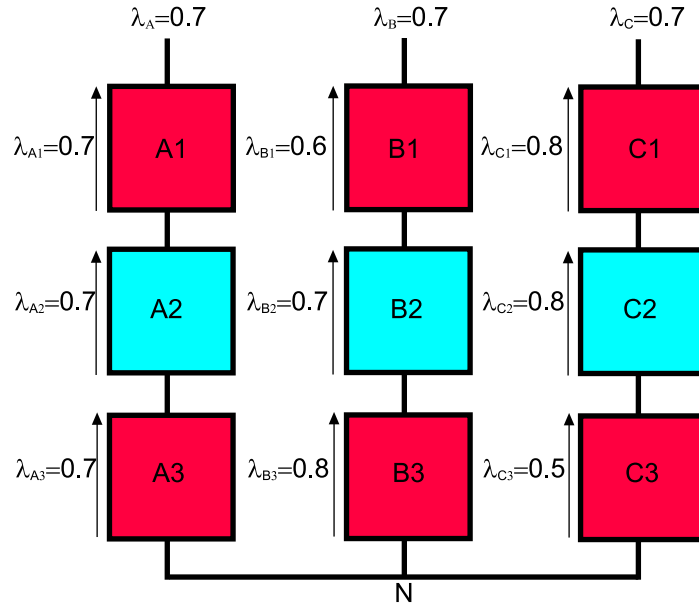 λA=0.7 λB=0.7 λC=0.7
λA1=0.7 A1 λB1=0.6 B1 λC1=0.8 C1
λA2=0.7 A2 λB2=0.7 B2 λC2=0.8 C2
λA3=0.7 A3 λB3=0.8 B3 λC3=0.5 C3
N